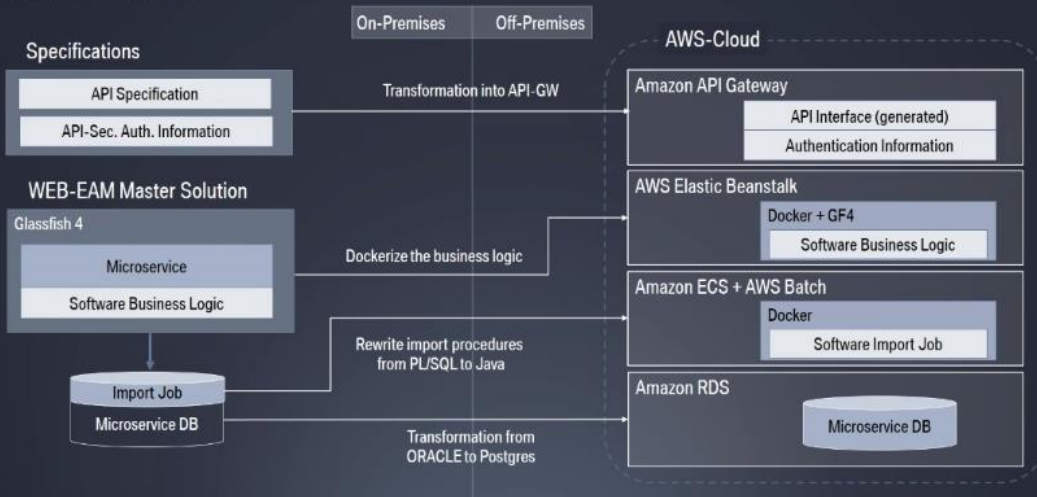 On-Premises
Off-Premises
Specifications
API Specification
API-Sec. Auth. Information
Transformation into API-GW
AWS-Cloud
Amazon API Gateway
API Interface (generated)
Authentication Information
WEB-EAM Master Solution
Glassfish 4
Microservice
Software Business Logic
Dockerize the business logic
AWS Elastic Beanstalk
Docker + GF4
Software Business Logic
Import Job
Microservice DB
Rewrite import procedures
from PL/SQL to Java
Amazon ECS + AWS Batch
Docker
Software Import Job
Transformation from
ORACLE to Postgres
Amazon RDS
Microservice DB